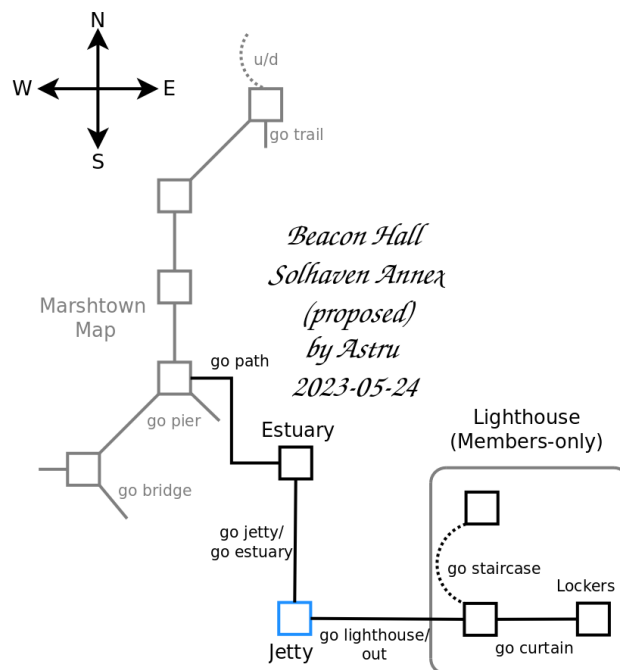 N
W
E
S
u/d
go trail
Beacon Hall
Solhaven Annex
(proposed)
by Astru
2023-05-24
Marshtown
Map
go path
go pier
Estuary
go bridge
go jetty/
go estuary
Jetty
go lighthouse/
out
Lighthouse
(Members-only)
go staircase
Lockers
go curtain